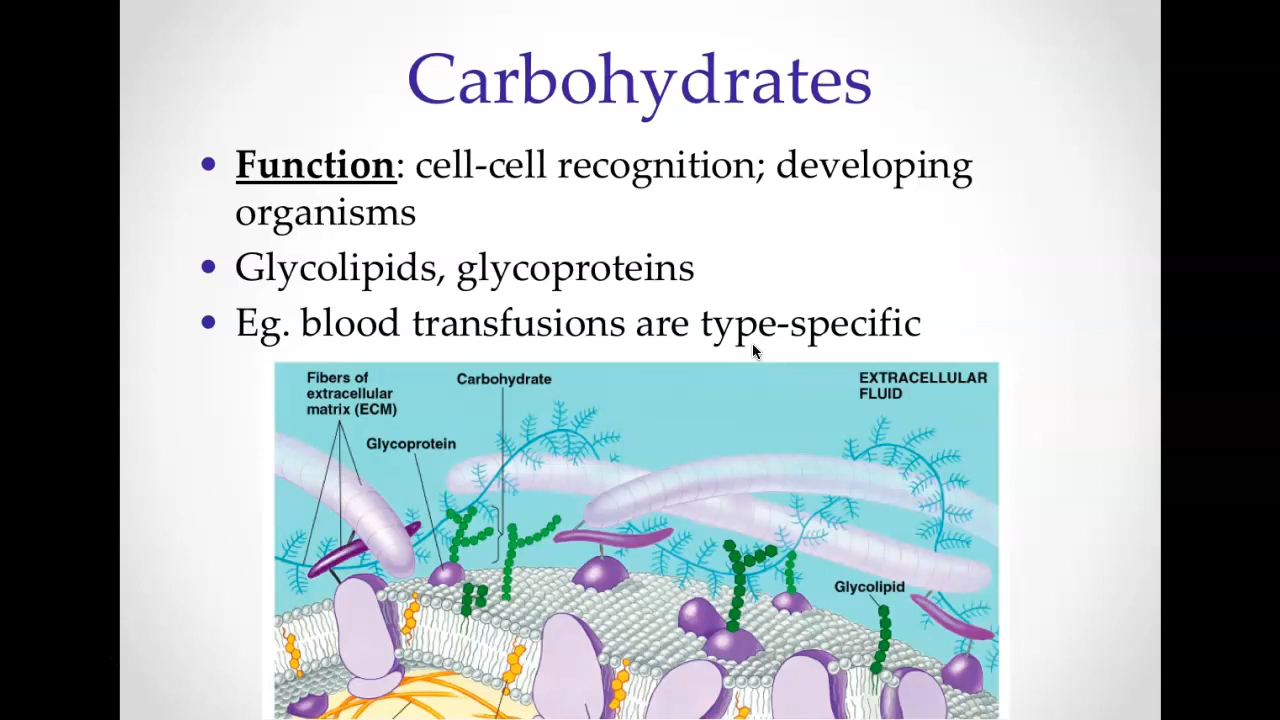 Carbohydrates
• Function: cell-cell recognition; developing
organisms
• Glycolipids, glycoproteins
• Eg. blood transfusions are type-specific
Fibers of
extracellular
matrix (ECM)
Carbohydrate
EXTRACELLULAR
FLUID
Glycoprotein
Glycolipid